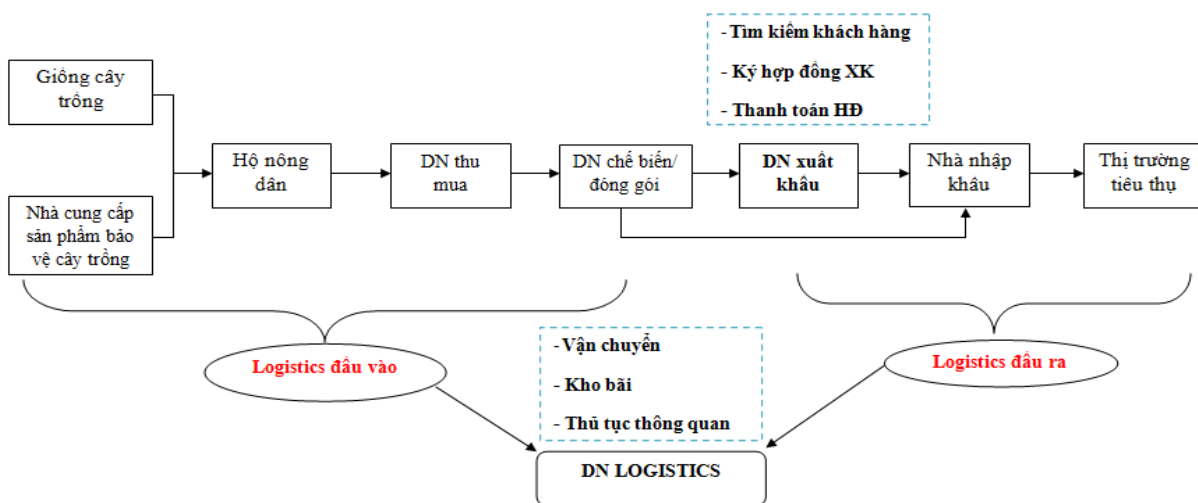 - Tìm kiếm khách hàng
- Ký hợp đồng XK
- Thanh toán HĐ
Giống cây
trồng
Nhà cung cấp
sản phẩm bảo
vệ cây trồng
Hộ nông
dân
DN thu
mua
DN chế biến/
đóng gói
DN xuất
khẩu
Nhà nhập
khẩu
Thị trường
tiêu thụ
Logistics đầu vào
- Vận chuyển
- Kho bãi
- Thủ tục thông quan
Logistics đầu ra
DN LOGISTICS